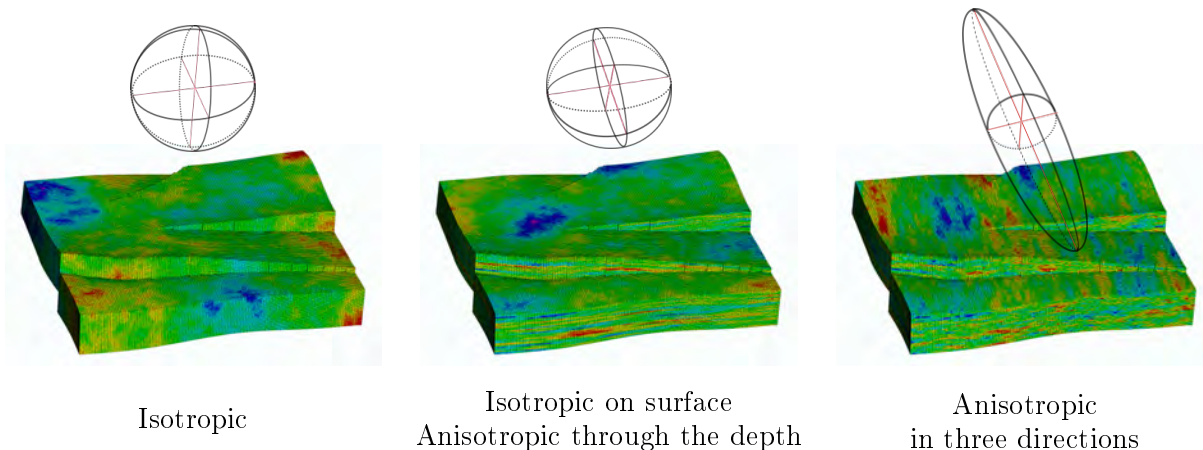 Isotropic
Isotropic on surface
Anisotropic through the depth
Anisotropic
in three directions